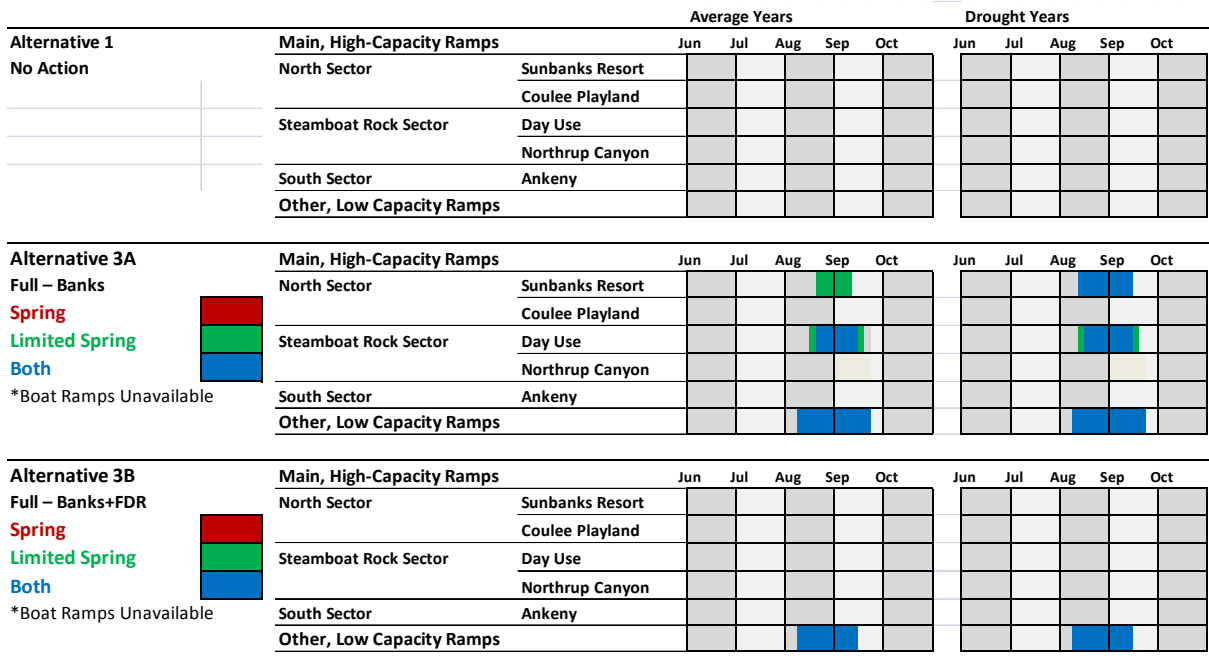 Average Years Drought Years
Alternative 1 Main, High-Capacity Ramps Jun Jul Aug Sep Oct Jun Jul Aug Sep Oct
No Action North Sector Sunbanks Resort
Coulee Playland
Steamboat Rock Sector Day Use
Northrup Canyon
South Sector Ankeny
Other, Low Capacity Ramps
Alternative 3A Main, High-Capacity Ramps Jun Jul Aug Sep Oct Jun Jul Aug Sep Oct
Full – Banks North Sector Sunbanks Resort
Spring Coulee Playland
Limited Spring Steamboat Rock Sector Day Use
Both Northrup Canyon
*Boat Ramps Unavailable South Sector Ankeny
Other, Low Capacity Ramps
Alternative 3B Main, High-Capacity Ramps Jun Jul Aug Sep Oct Jun Jul Aug Sep Oct
Full – Banks+FDR North Sector Sunbanks Resort
Spring Coulee Playland
Limited Spring Steamboat Rock Sector Day Use
Both Northrup Canyon
*Boat Ramps Unavailable South Sector Ankeny
Other, Low Capacity Ramps